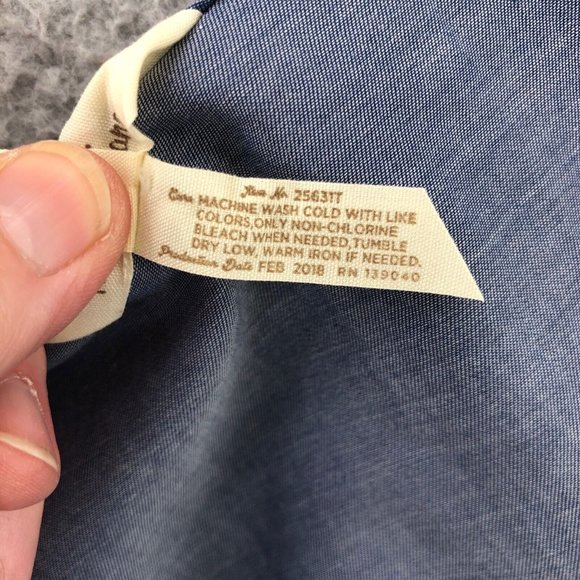 Item No 25631T
Care MACHINE WASH COLD WITH LIKE
COLORS,ONLY NON-CHLORINE
BLEACH WHEN NEEDED,TUMBLE
DRY LOW, WARM IRON IF NEEDED.
Production Date FEB 2018 RN 139040